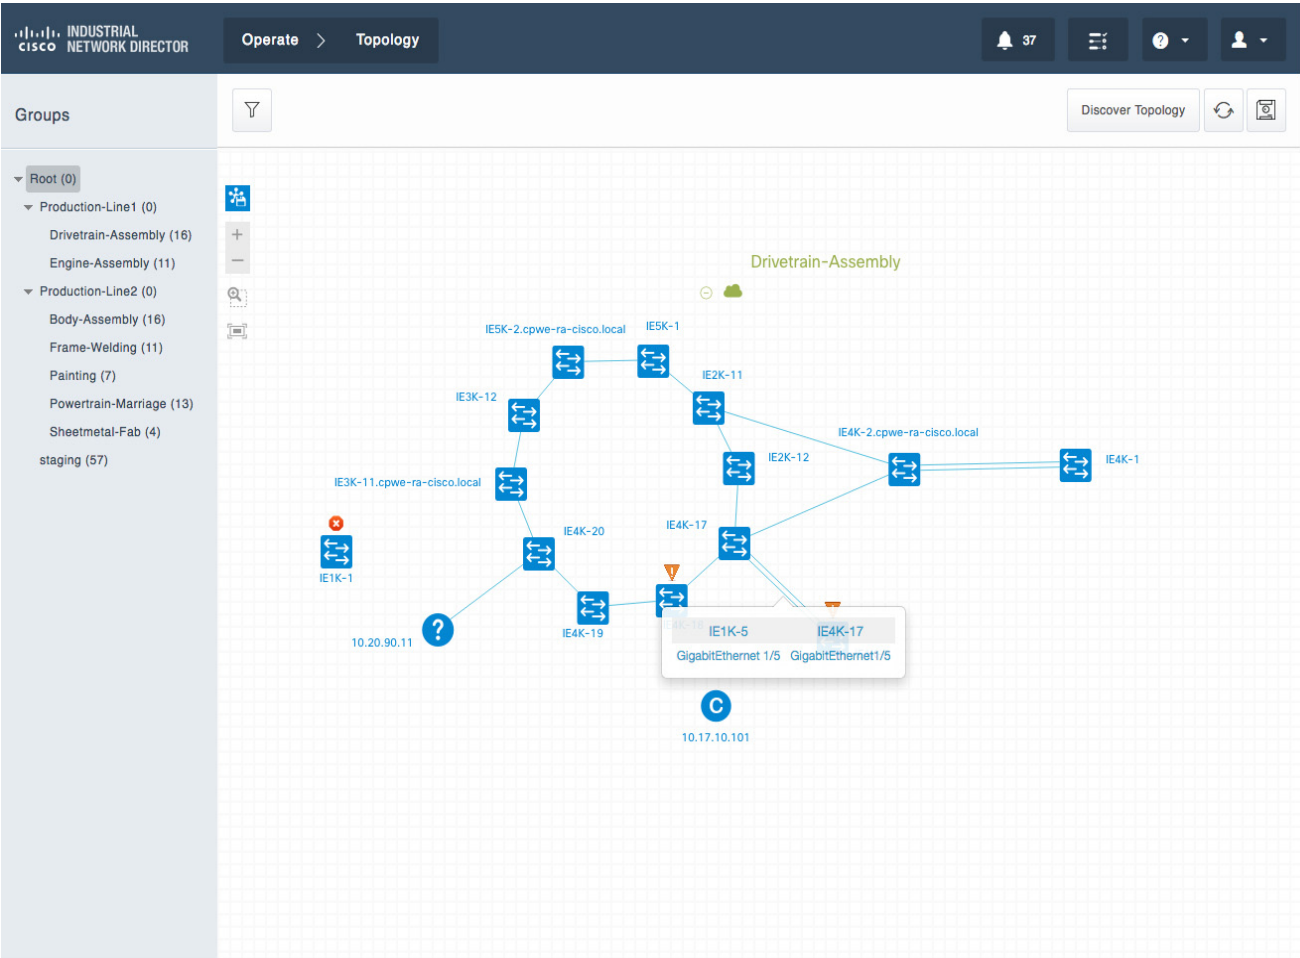 INDUSTRIAL
CISCO NETWORK DIRECTOR
Operate > Topology
37
?
Groups
Discover Topology
Root (0)
Production-Line1 (0)
Drivetrain-Assembly (16)
Engine-Assembly (11)
Production-Line2 (0)
Body-Assembly (16)
Frame-Welding (11)
Painting (7)
Powertrain-Marriage (13)
Sheetmetal-Fab (4)
staging (57)
Drivetrain-Assembly
IE5K-2.cpwe-ra-cisco.local
IE5K-1
IE2K-11
IE3K-12
IE4K-2.cpwe-ra-cisco.local
IE2K-12
IE4K-1
IE3K-11.cpwe-ra-cisco.local
IE4K-20
IE4K-17
IE1K-1
IE4K-19
10.20.90.11
?
IE1K-5 IE4K-17
GigabitEthernet 1/5 GigabitEthernet1/5
C
10.17.10.101